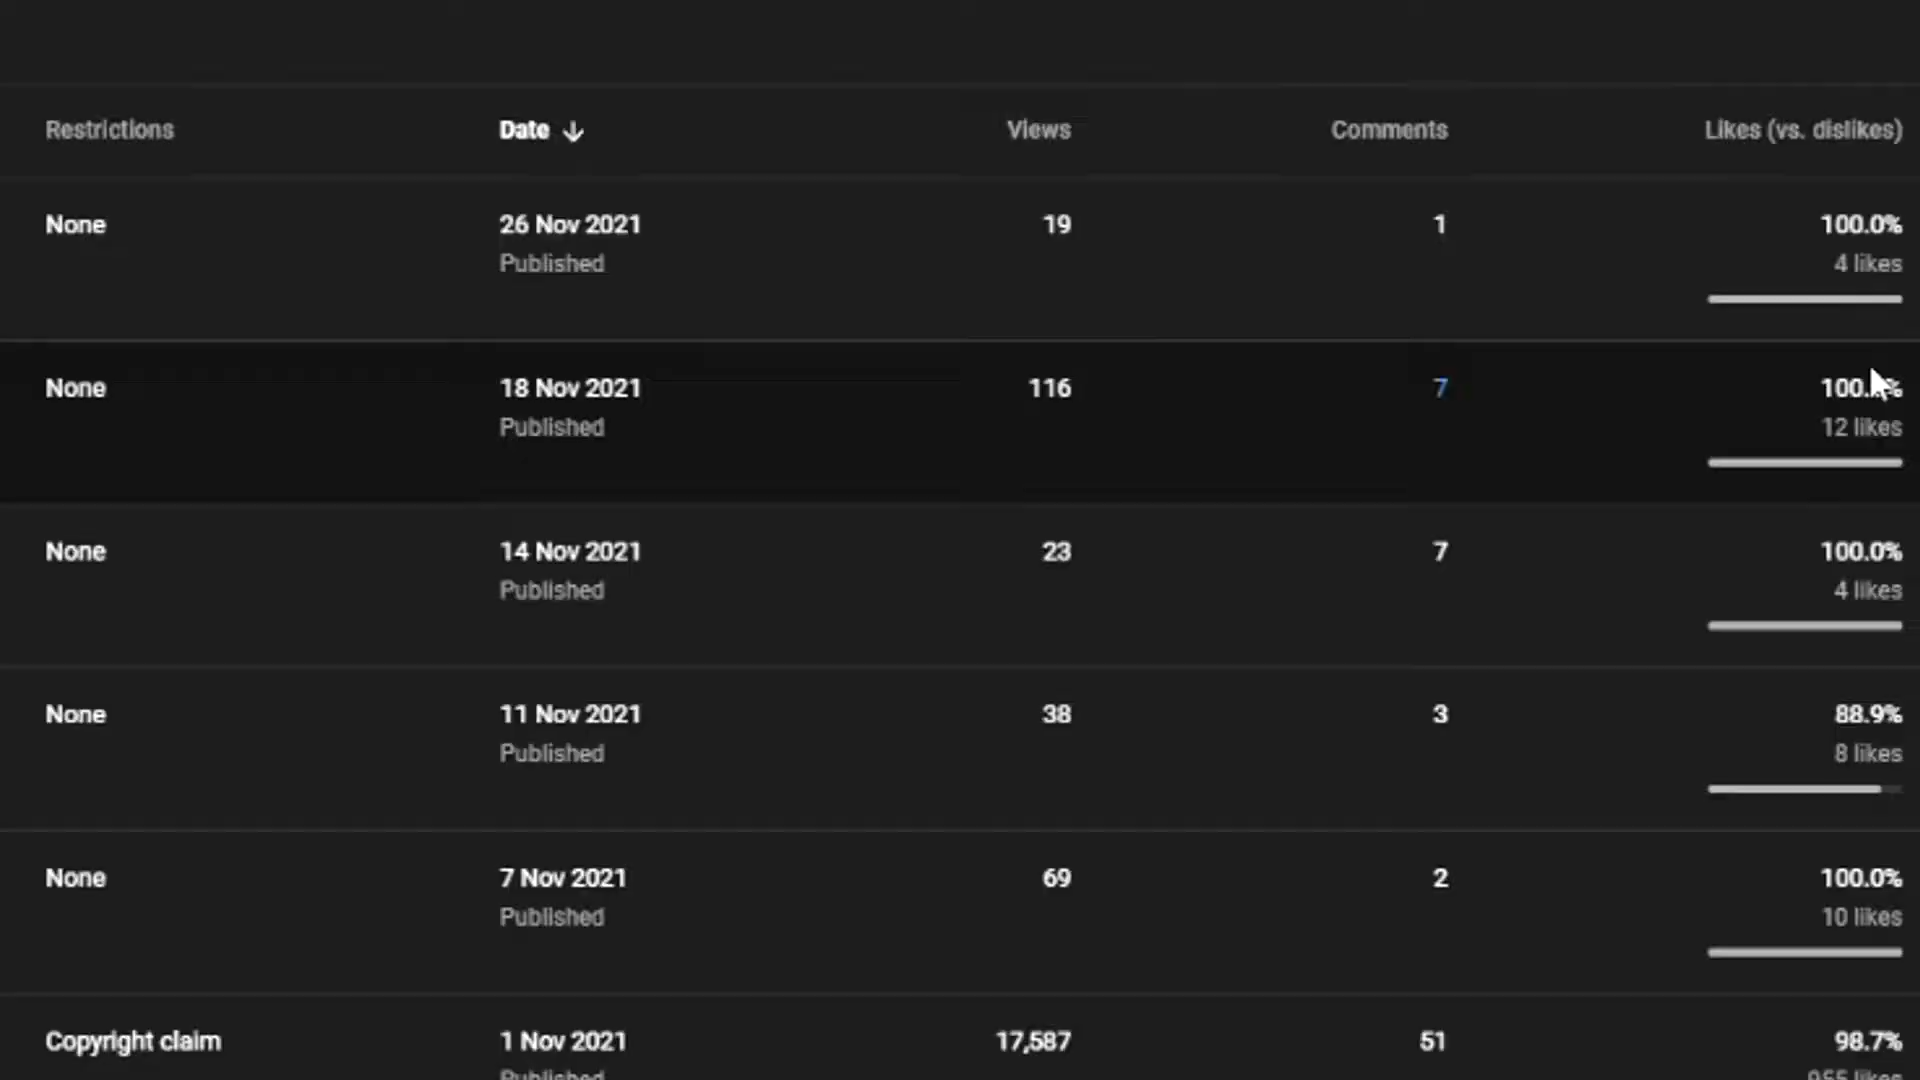 Restrictions Date ↓ Views Comments Likes (vs. dislikes)
None 26 Nov 2021 19 1 100.0%
Published 4 likes
None 18 Nov 2021 116 7
Published 12 likes
None 14 Nov 2021 23 7 100.0%
Published 4 likes
None 11 Nov 2021 38 3 88.9%
Published 8 likes
None 7 Nov 2021 69 2 100.0%
Published 10 likes
Copyright claim 1 Nov 2021 17,587 51 98.7%
Published 955 likes